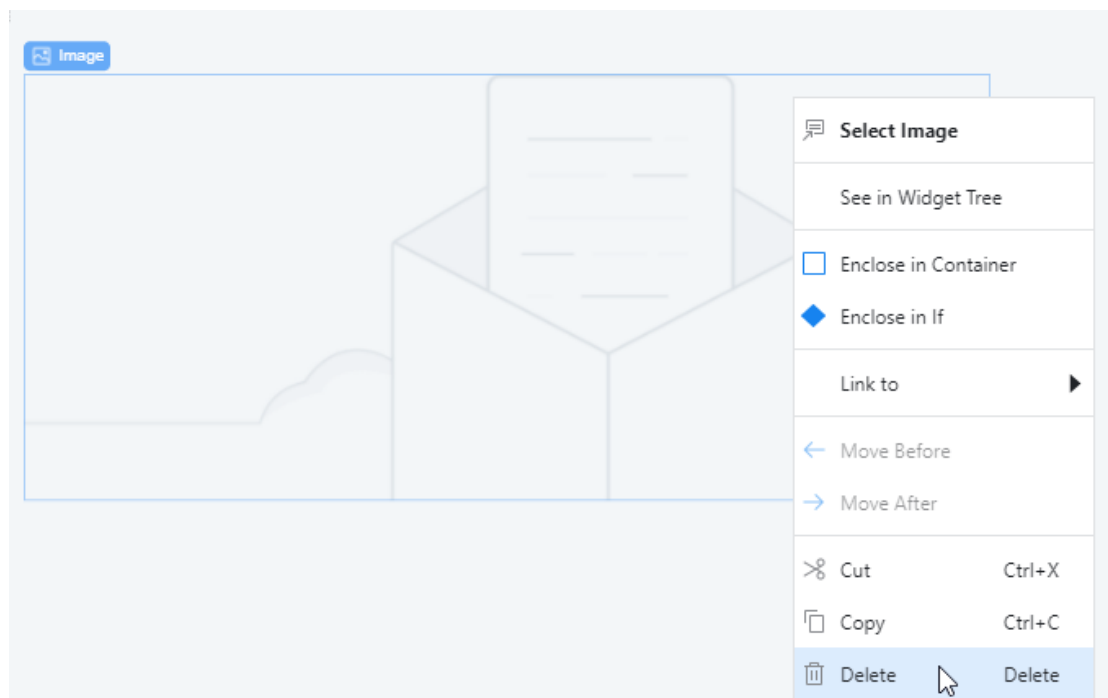 Image
Select Image
See in Widget Tree
Enclose in Container
Enclose in If
Link to
Move Before
Move After
Cut Ctrl+X
Copy Ctrl+C
Delete Delete